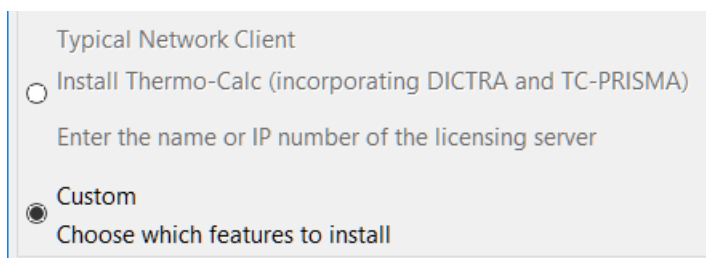 Typical Network Client
Install Thermo-Calc (incorporating DICTRA and TC-PRISMA)
Enter the name or IP number of the licensing server
Custom
Choose which features to install